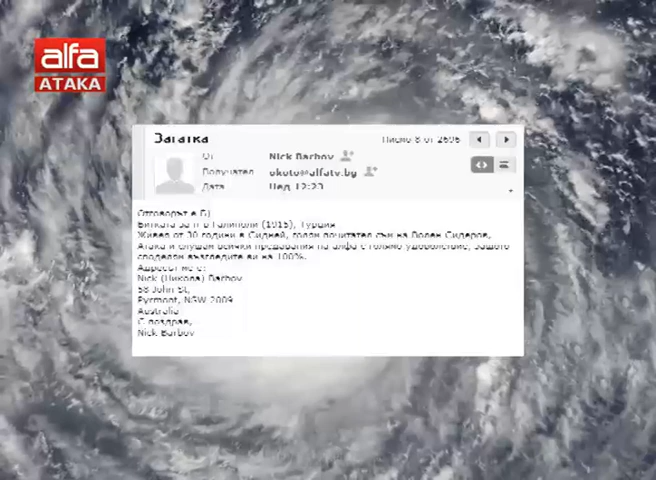 alfa
АТАКА
Загатка
Писмо 8 от 2696
От Nick Barbov
Получател okoto@alfatv.bg
Дата Нед 12:23
Отговорът е Б)
Битката за п-в Галиполи (1915), Турция
Живея от 30 години в Сидней, голям почитател съм на Волен Сидеров,
Атака и слушам всички предавания на алфа с голямо удоволствие, защото
споделям възгледите ви на 100%.
Адресът ми е:
Nick (Никола) Barbov
58 John St,
Pyrmont, NSW 2009
Australia
С поздрав,
Nick Barbov